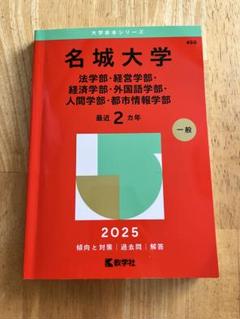 大学赤本シリーズ
450
名城大学
法学部・経営学部・
経済学部・外国語学部・
人間学部・都市情報学部
最近2カ年
一般
2025
傾向と対策｜過去問｜解答
教学社